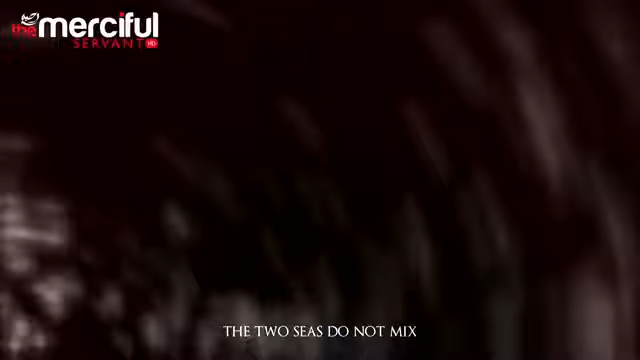 the merciful
SERVANT HD
THE TWO SEAS DO NOT MIX